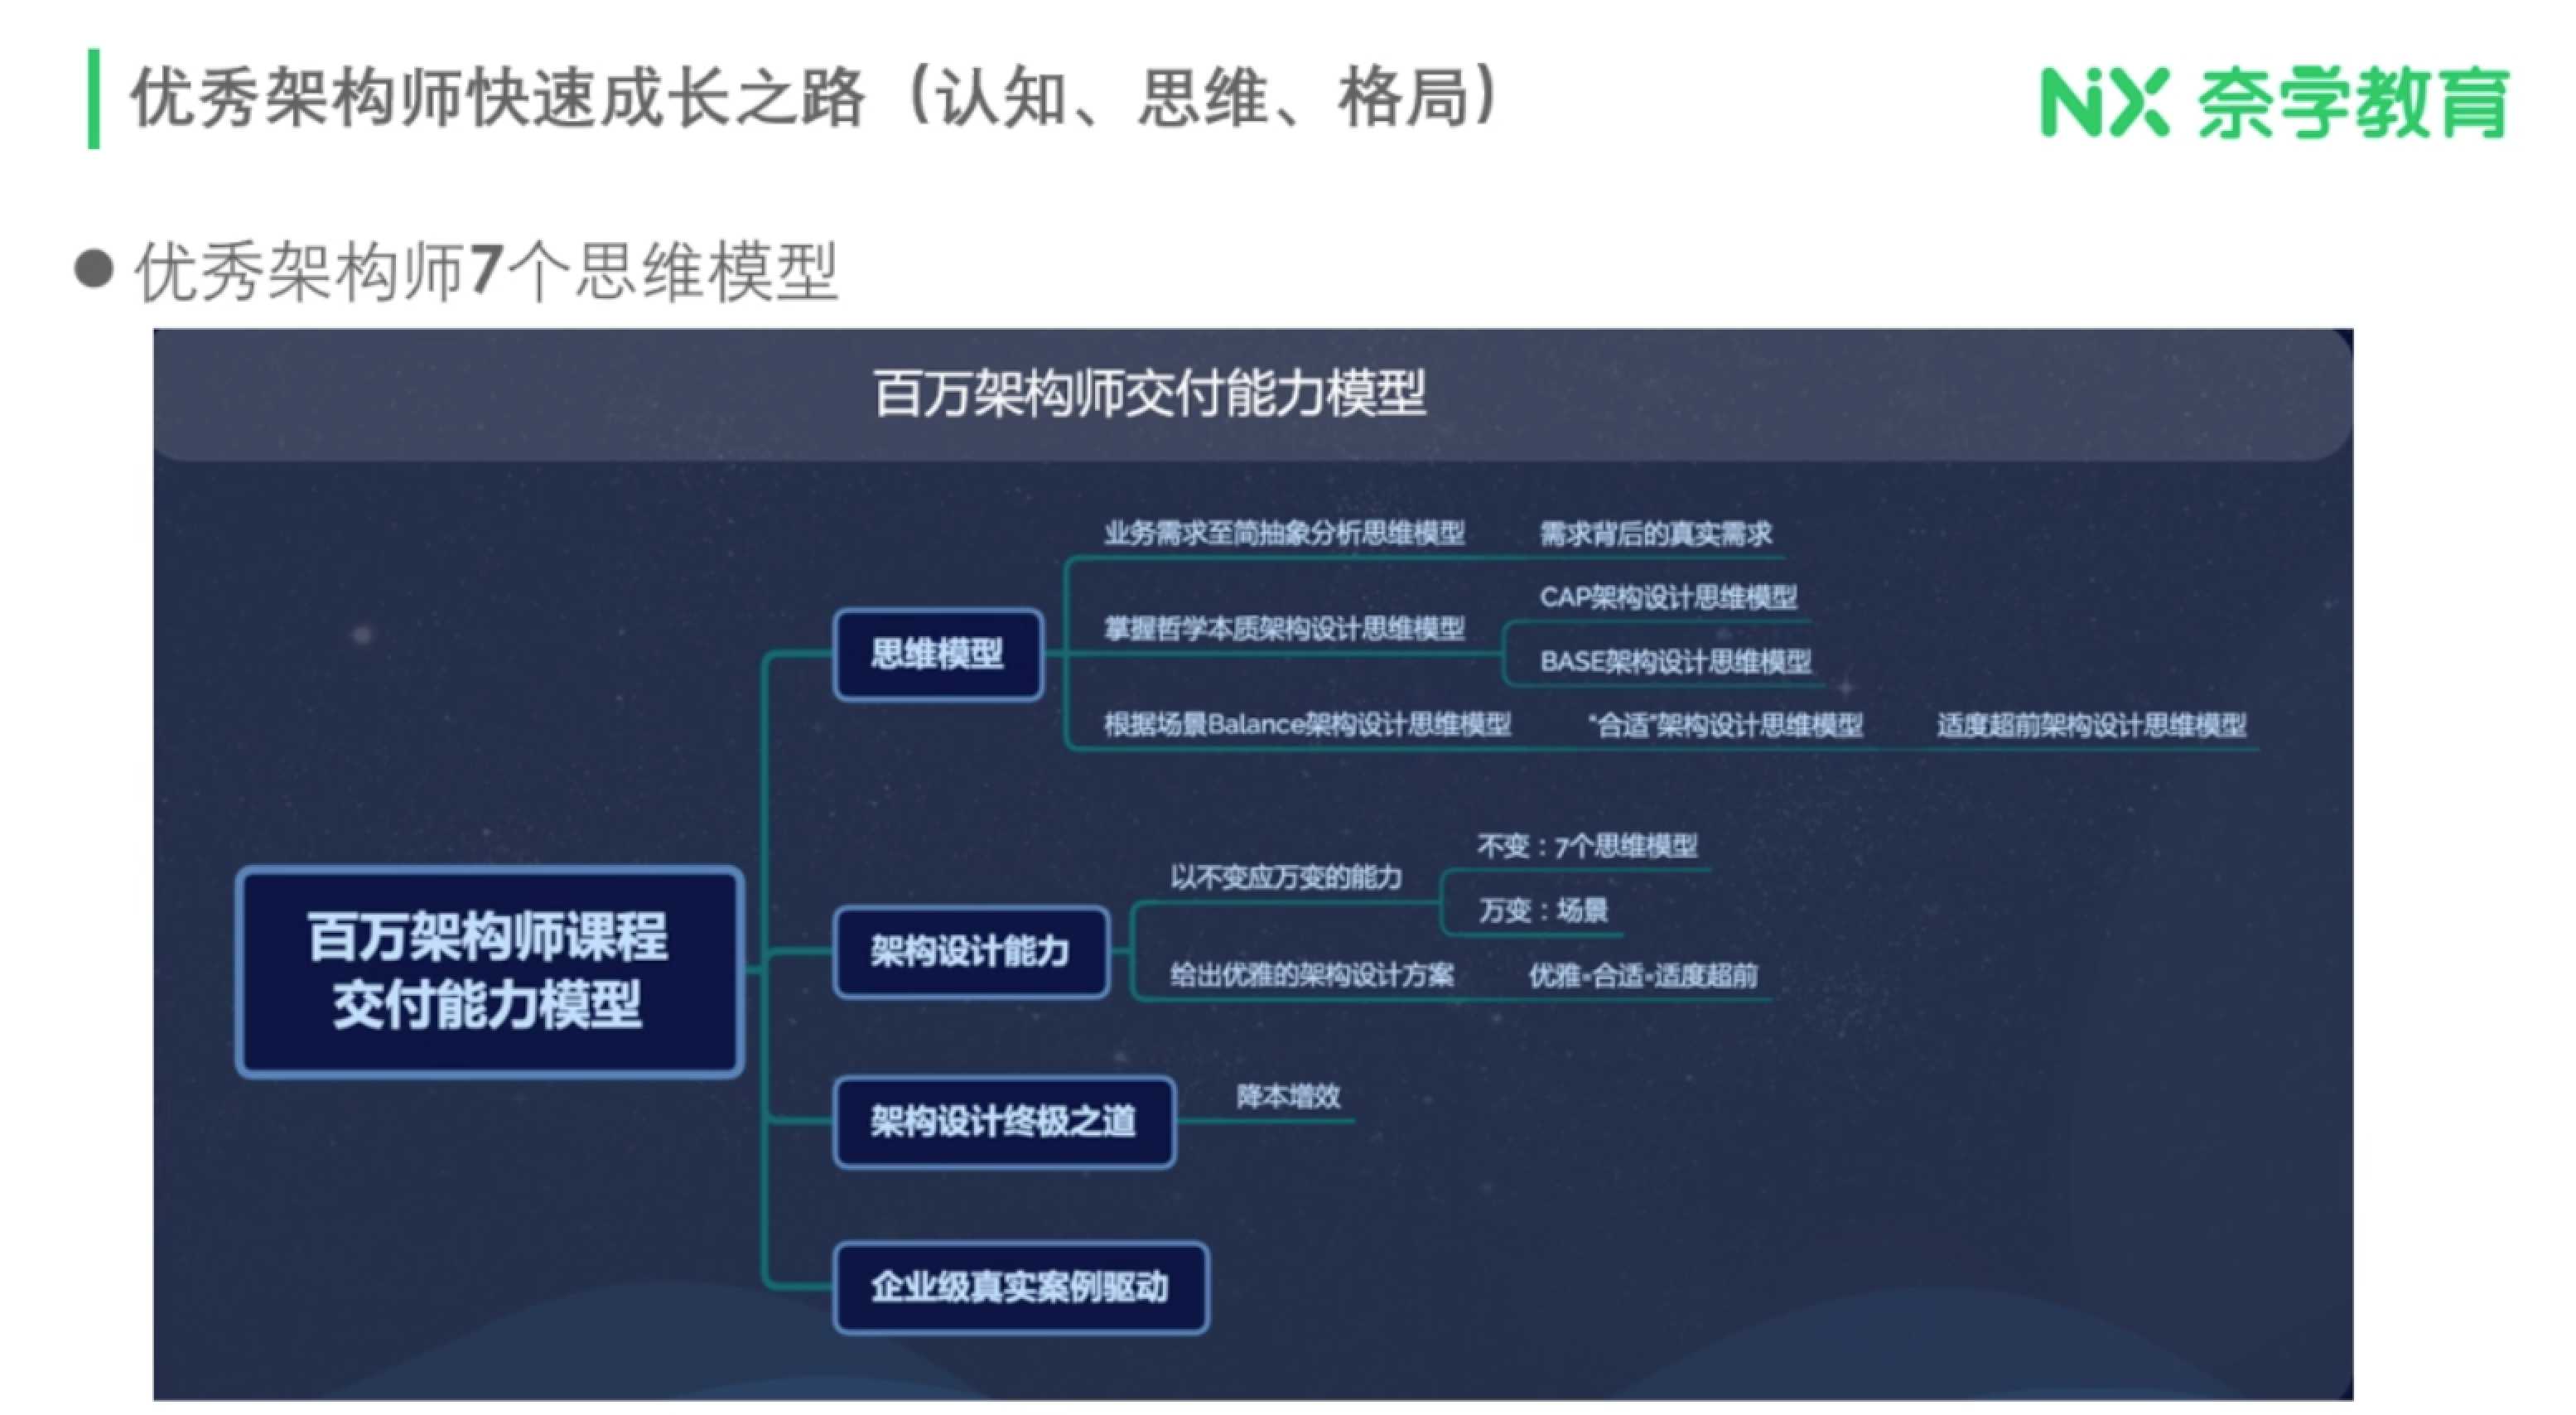 优秀架构师快速成长之路（认知、思维、格局）
NiX 奈学教育
优秀架构师7个思维模型
百万架构师交付能力模型
业务需求至简抽象分析思维模型
需求背后的真实需求
思维模型
掌握哲学本质架构设计思维模型
CAP架构设计思维模型
BASE架构设计思维模型
根据场景Balance架构设计思维模型
“合适”架构设计思维模型
适度超前架构设计思维模型
百万架构师课程
交付能力模型
架构设计能力
以不变应万变的能力
不变：7个思维模型
万变：场景
给出优雅的架构设计方案
优雅=合适+适度超前
架构设计终极之道
降本增效
企业级真实案例驱动